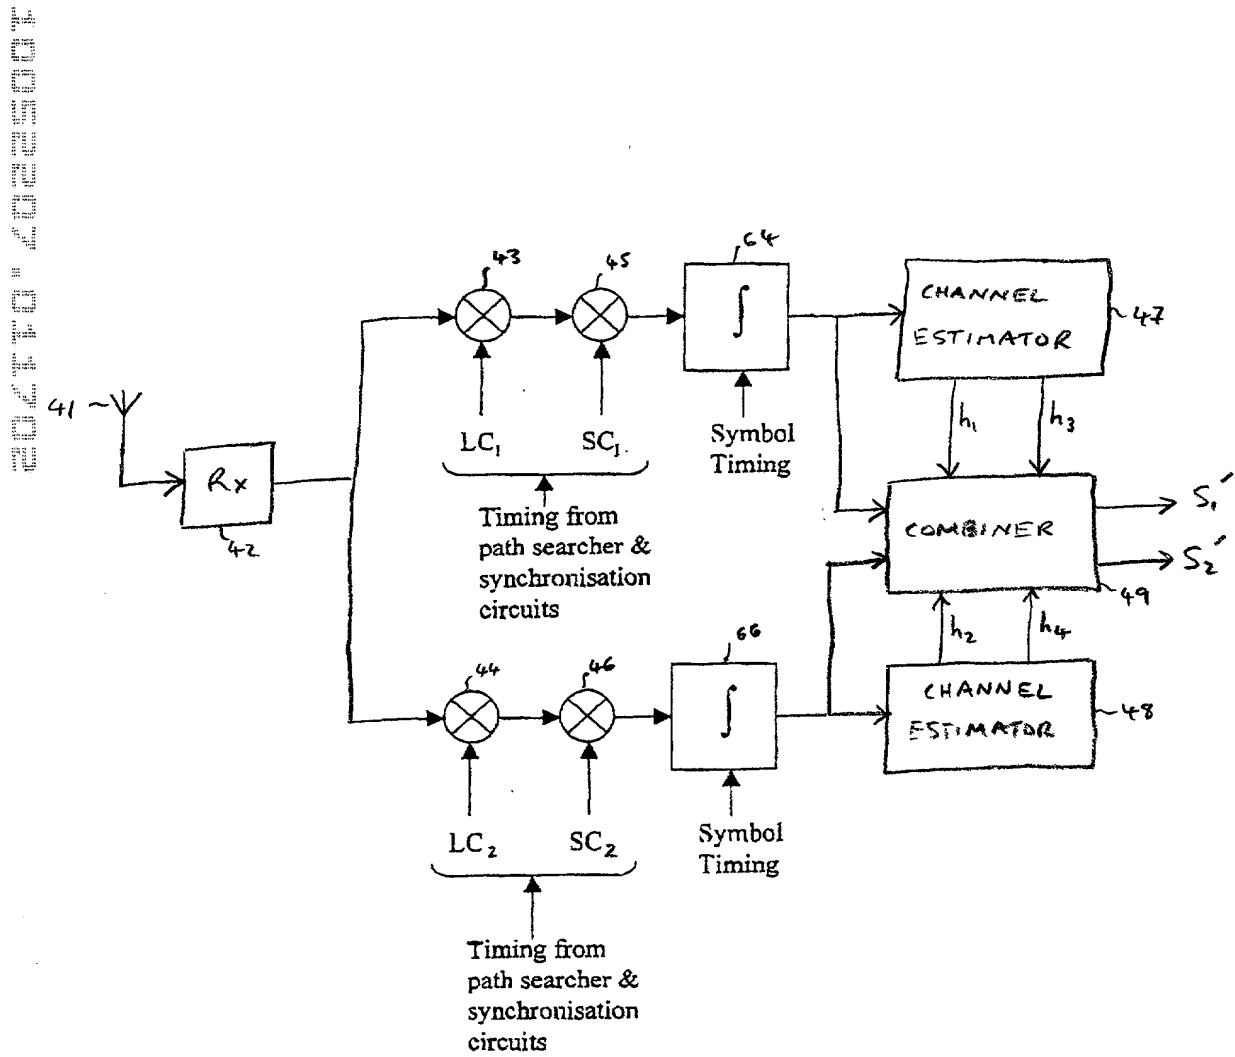 10052207.011702
64
43
45
CHANNEL
ESTIMATOR
47
41
h₁
h₃
LC₁
SC₁.
Symbol
Timing
Rx
42
S₁′
COMBINER
S₂′
49
Timing from
path searcher &
synchronisation
circuits
h₂
h₄
66
44
46
CHANNEL
ESTIMATOR
48
LC₂
SC₂
Symbol
Timing
Timing from
path searcher &
synchronisation
circuits